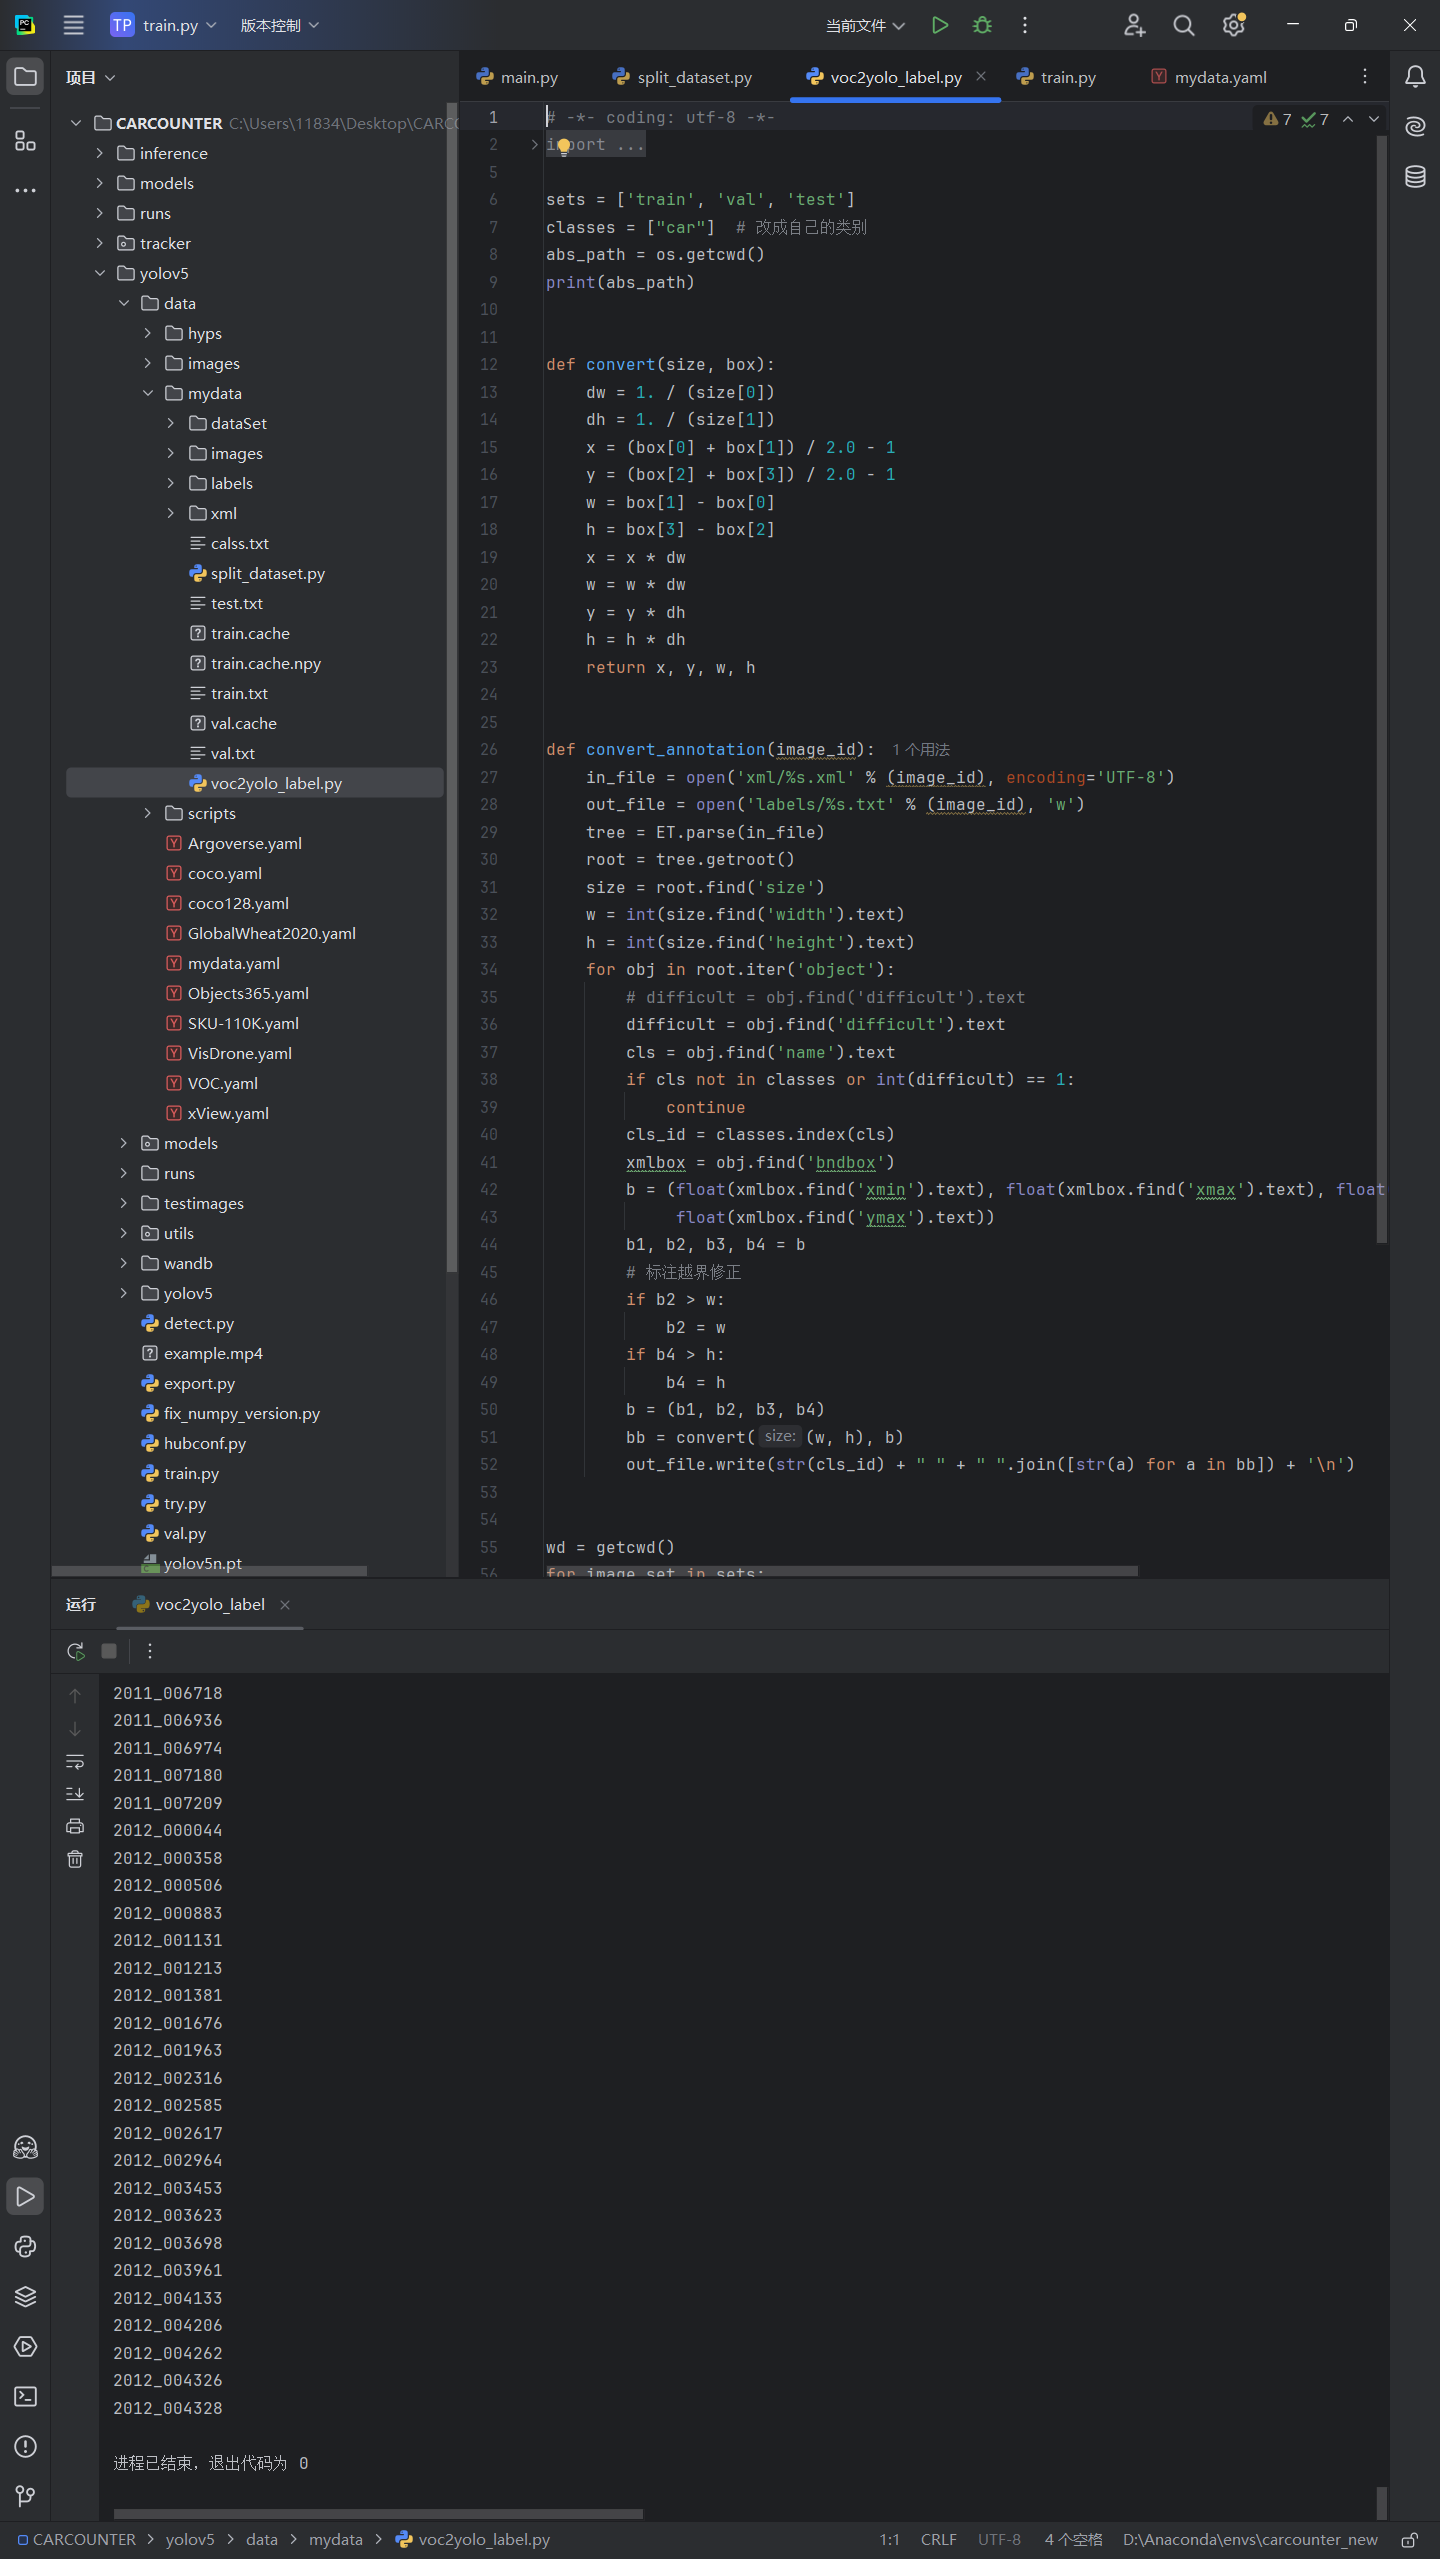 TP train.py 版本控制 当前文件
项目
main.py split_dataset.py voc2yolo_label.py train.py mydata.yaml
CARCOUNTER C:\Users\11834\Desktop\CARC
inference
models
runs
tracker
yolov5
data
hyps
images
mydata
dataSet
images
labels
xml
calss.txt
split_dataset.py
test.txt
train.cache
train.cache.npy
train.txt
val.cache
val.txt
voc2yolo_label.py
scripts
Argoverse.yaml
coco.yaml
coco128.yaml
GlobalWheat2020.yaml
mydata.yaml
Objects365.yaml
SKU-110K.yaml
VisDrone.yaml
VOC.yaml
xView.yaml
models
runs
testimages
utils
wandb
yolov5
detect.py
example.mp4
export.py
fix_numpy_version.py
hubconf.py
train.py
try.py
val.py
yolov5n.pt
7 7
1 # -*- coding: utf-8 -*-
2 import ...
5
6 sets = ['train', 'val', 'test']
7 classes = ["car"]  # 改成自己的类别
8 abs_path = os.getcwd()
9 print(abs_path)
10
11
12 def convert(size, box):
13     dw = 1. / (size[0])
14     dh = 1. / (size[1])
15     x = (box[0] + box[1]) / 2.0 - 1
16     y = (box[2] + box[3]) / 2.0 - 1
17     w = box[1] - box[0]
18     h = box[3] - box[2]
19     x = x * dw
20     w = w * dw
21     y = y * dh
22     h = h * dh
23     return x, y, w, h
24
25
26 def convert_annotation(image_id): 1 个用法
27     in_file = open('xml/%s.xml' % (image_id), encoding='UTF-8')
28     out_file = open('labels/%s.txt' % (image_id), 'w')
29     tree = ET.parse(in_file)
30     root = tree.getroot()
31     size = root.find('size')
32     w = int(size.find('width').text)
33     h = int(size.find('height').text)
34     for obj in root.iter('object'):
35         # difficult = obj.find('difficult').text
36         difficult = obj.find('difficult').text
37         cls = obj.find('name').text
38         if cls not in classes or int(difficult) == 1:
39             continue
40         cls_id = classes.index(cls)
41         xmlbox = obj.find('bndbox')
42         b = (float(xmlbox.find('xmin').text), float(xmlbox.find('xmax').text), float
43              float(xmlbox.find('ymax').text))
44         b1, b2, b3, b4 = b
45         # 标注越界修正
46         if b2 > w:
47             b2 = w
48         if b4 > h:
49             b4 = h
50         b = (b1, b2, b3, b4)
51         bb = convert( size: (w, h), b)
52         out_file.write(str(cls_id) + " " + " ".join([str(a) for a in bb]) + '\n')
53
54
55 wd = getcwd()
56 for image_set in sets:
运行 voc2yolo_label
2011_006718
2011_006936
2011_006974
2011_007180
2011_007209
2012_000044
2012_000358
2012_000506
2012_000883
2012_001131
2012_001213
2012_001381
2012_001676
2012_001963
2012_002316
2012_002585
2012_002617
2012_002964
2012_003453
2012_003623
2012_003698
2012_003961
2012_004133
2012_004206
2012_004262
2012_004326
2012_004328
进程已结束，退出代码为 0
CARCOUNTER > yolov5 > data > mydata > voc2yolo_label.py 1:1 CRLF UTF-8 4 个空格 D:\Anaconda\envs\carcounter_new